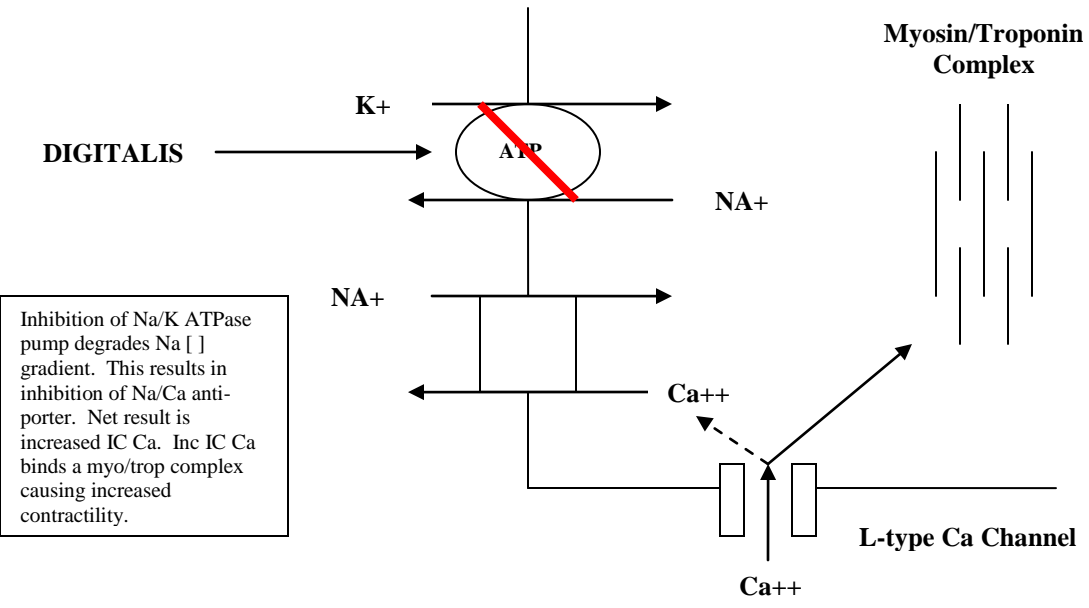 Myosin/Troponin
Complex
K+
DIGITALIS
ATP
NA+
NA+
Inhibition of Na/K ATPase
pump degrades Na [ ]
gradient. This results in
inhibition of Na/Ca anti-
porter. Net result is
increased IC Ca. Inc IC Ca
binds a myo/trop complex
causing increased
contractility.
Ca++
L-type Ca Channel
Ca++